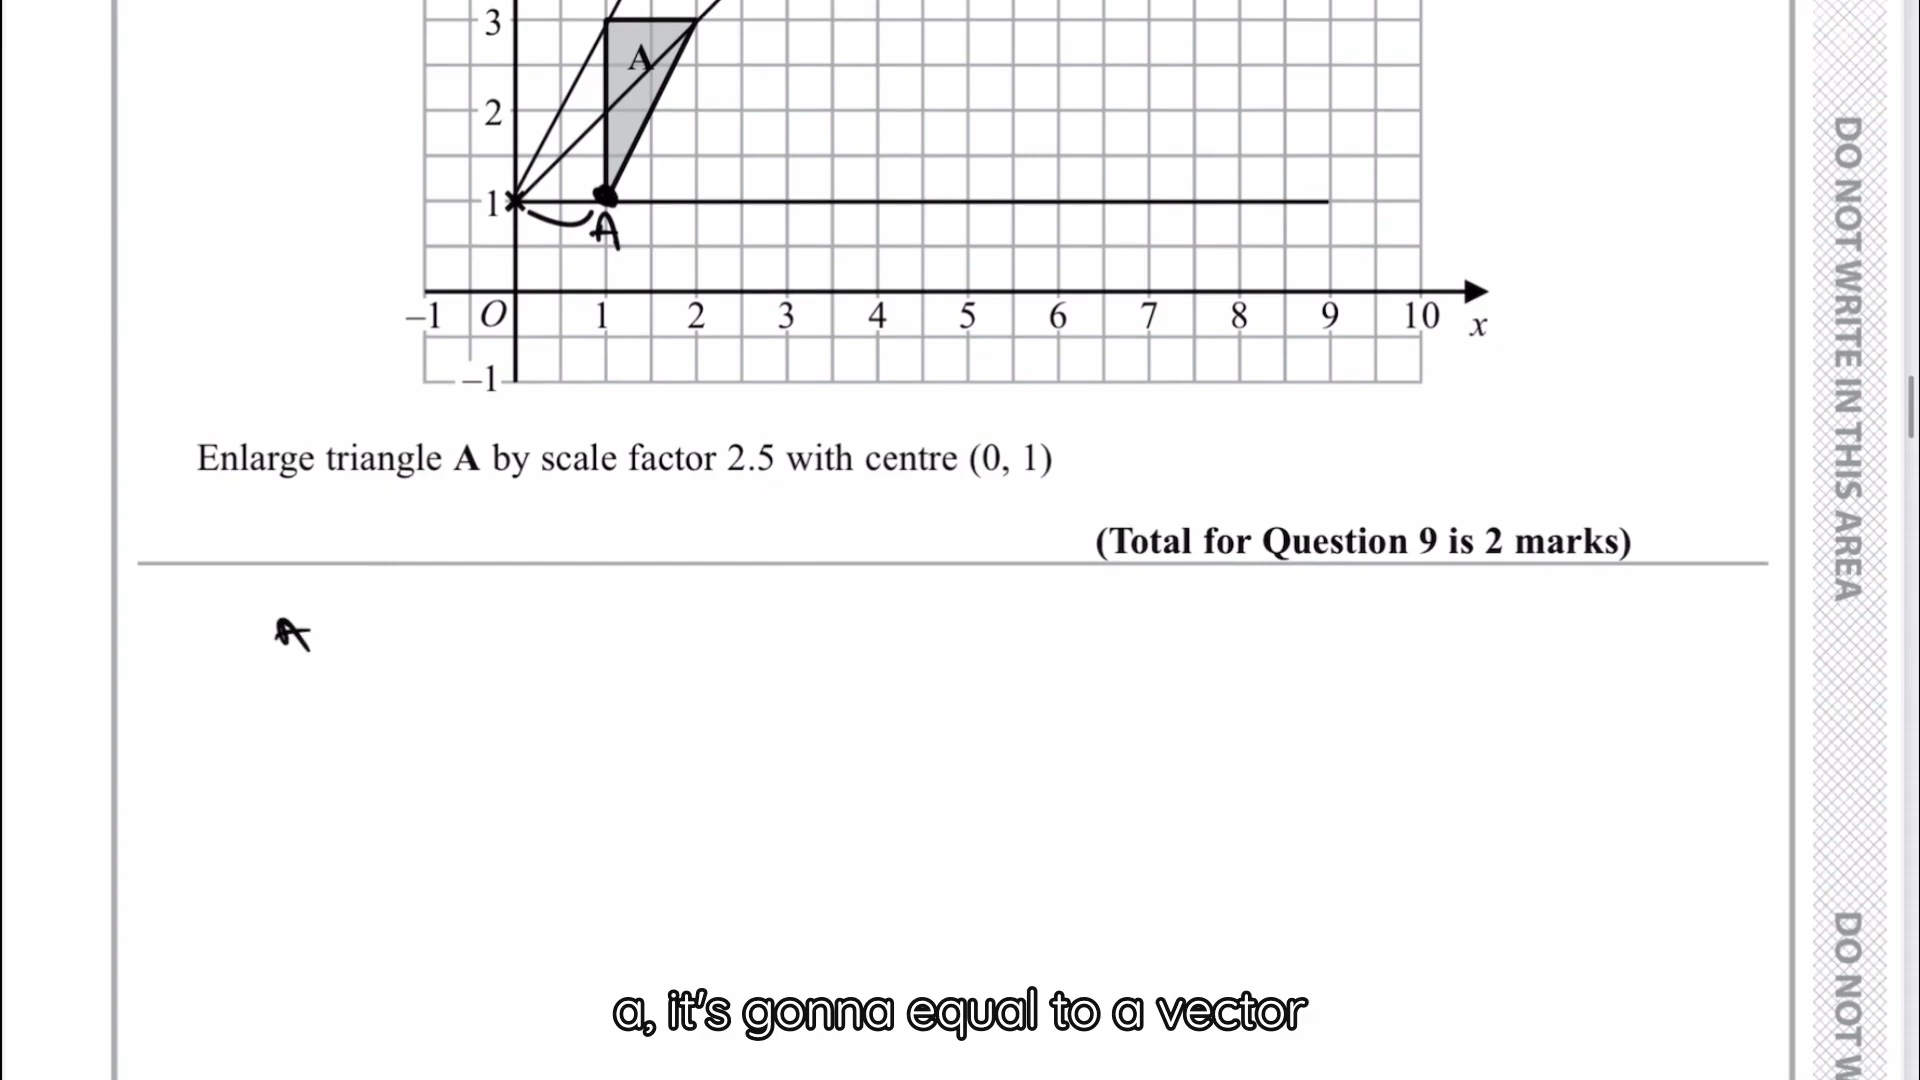 3
A
2
1
A
–1 O 1 2 3 4 5 6 7 8 9 10 x
–1
Enlarge triangle A by scale factor 2.5 with centre (0, 1)
(Total for Question 9 is 2 marks)
A
a, it's gonna equal to a vector
DO NOT WRITE IN THIS AREA
DO NOT W